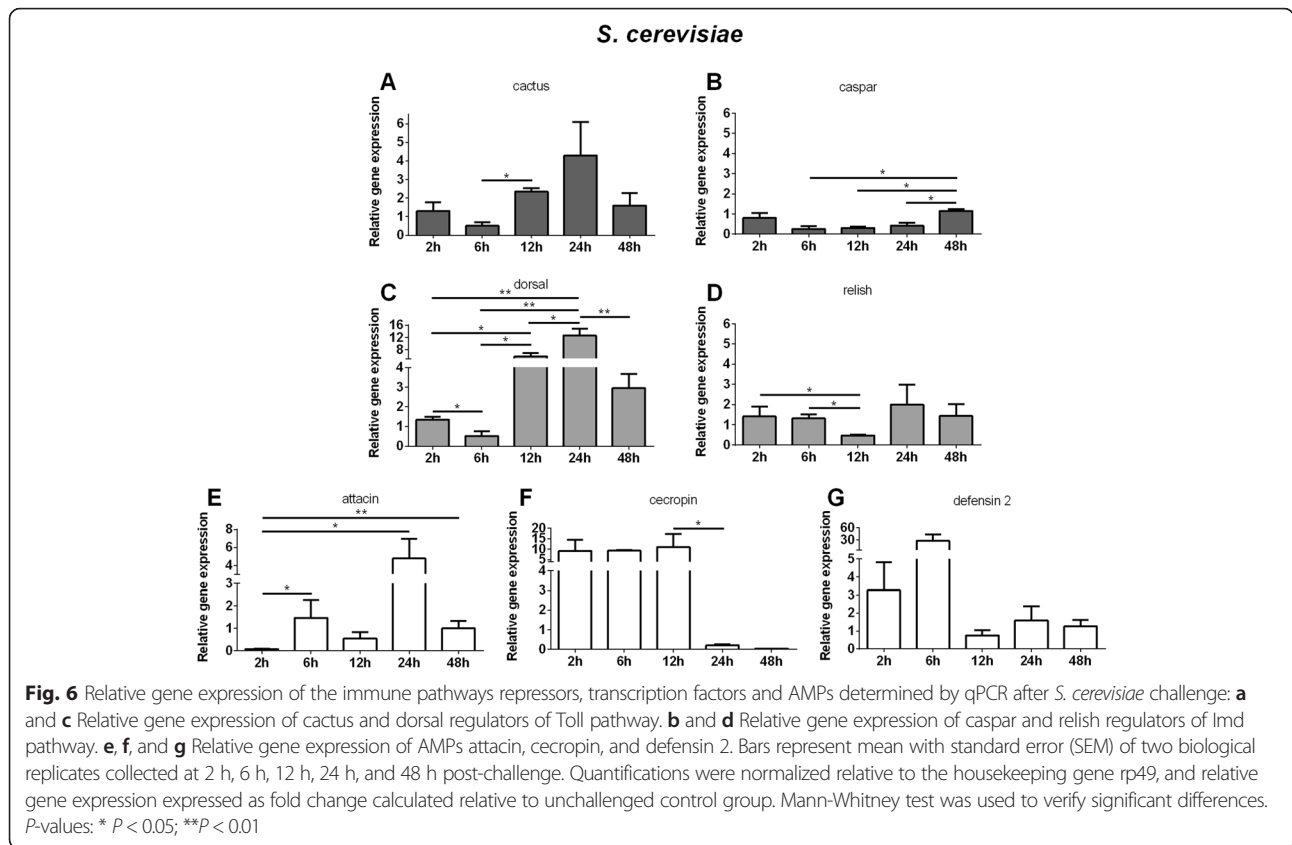 S. cerevisiae
A
cactus
Relative gene expression
6
5
4
3
2
1
0
*
2h 6h 12h 24h 48h
B
caspar
Relative gene expression
6
5
4
3
2
1
0
*
*
*
2h 6h 12h 24h 48h
C
dorsal
Relative gene expression
16
12
8
4
3
2
1
0
**
**
* * **
*
*
2h 6h 12h 24h 48h
D
relish
Relative gene expression
6
5
4
3
2
1
0
*
*
2h 6h 12h 24h 48h
E
attacin
Relative gene expression
8
6
4
3
2
1
0
**
*
*
2h 6h 12h 24h 48h
F
cecropin
Relative gene expression
20
15
10
5
4
3
2
1
0
*
2h 6h 12h 24h 48h
G
defensin 2
Relative gene expression
60
30
5
4
3
2
1
0
2h 6h 12h 24h 48h
Fig. 6 Relative gene expression of the immune pathways repressors, transcription factors and AMPs determined by qPCR after S. cerevisiae challenge: a
and c Relative gene expression of cactus and dorsal regulators of Toll pathway. b and d Relative gene expression of caspar and relish regulators of Imd
pathway. e, f, and g Relative gene expression of AMPs attacin, cecropin, and defensin 2. Bars represent mean with standard error (SEM) of two biological
replicates collected at 2 h, 6 h, 12 h, 24 h, and 48 h post-challenge. Quantifications were normalized relative to the housekeeping gene rp49, and relative
gene expression expressed as fold change calculated relative to unchallenged control group. Mann-Whitney test was used to verify significant differences.
P-values: * P < 0.05; **P < 0.01